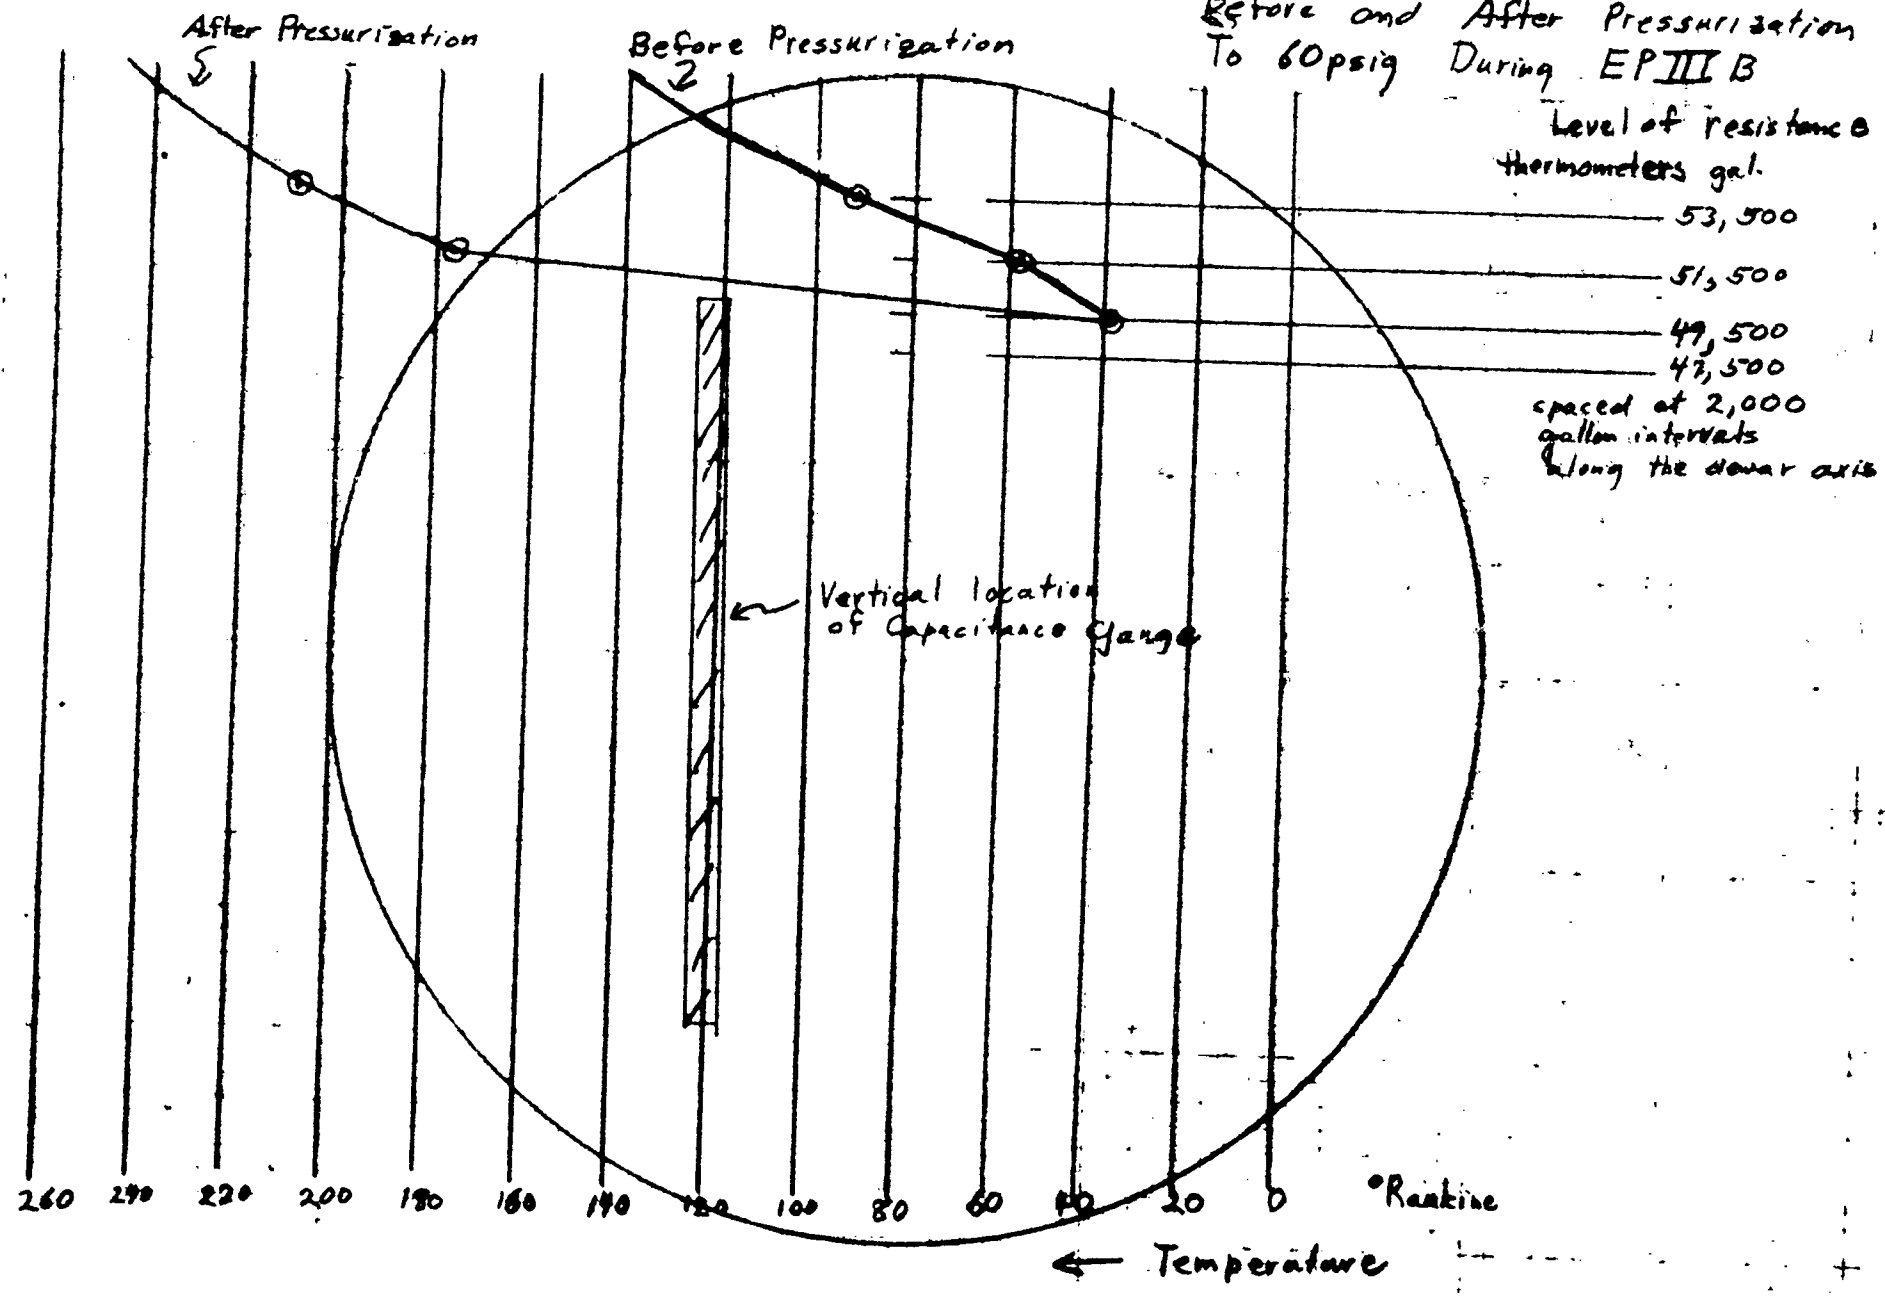 Before and After Pressurization
To 60psig During EP III B
After Pressurization
Before Pressurization
Level of resistance
thermometers gal.
53,500
51,500
49,500
47,500
spaced at 2,000
gallon intervals
along the dewar axis
Vertical location
of Capacitance Gauge
260 240 220 200 180 160 140 120 100 80 60 40 20 0 °Rankine
← Temperature